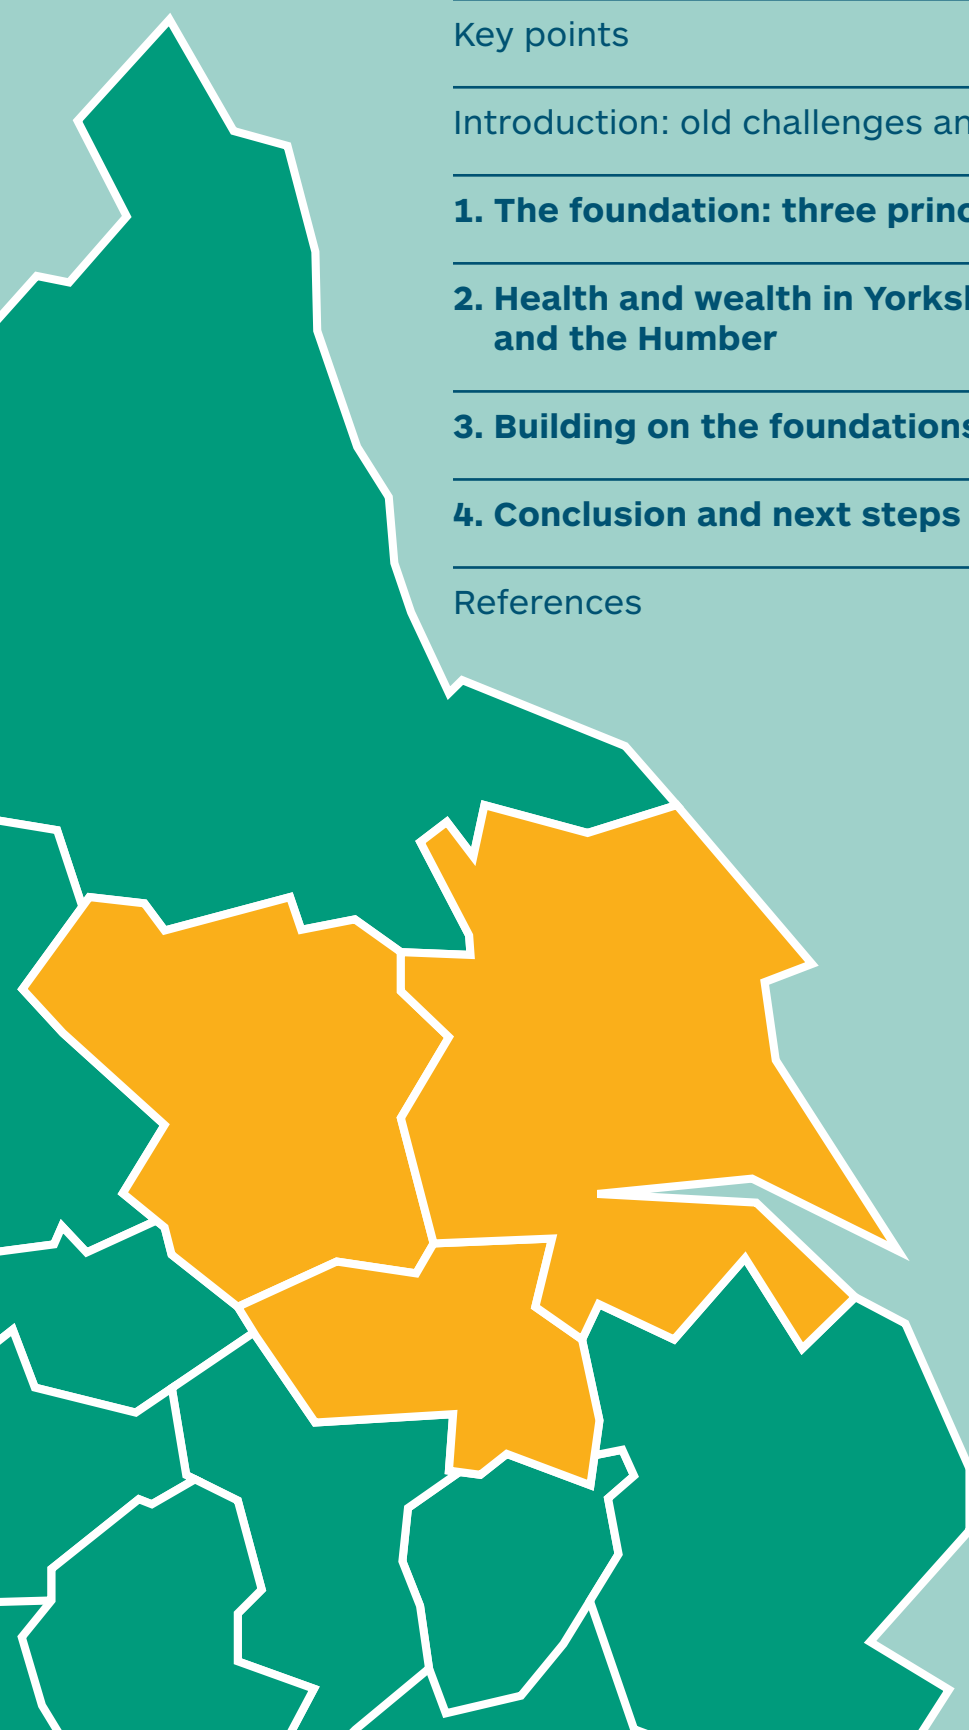 Key points
Introduction: old challenges an
1. The foundation: three princ
2. Health and wealth in Yorksh
and the Humber
3. Building on the foundations
4. Conclusion and next steps
References